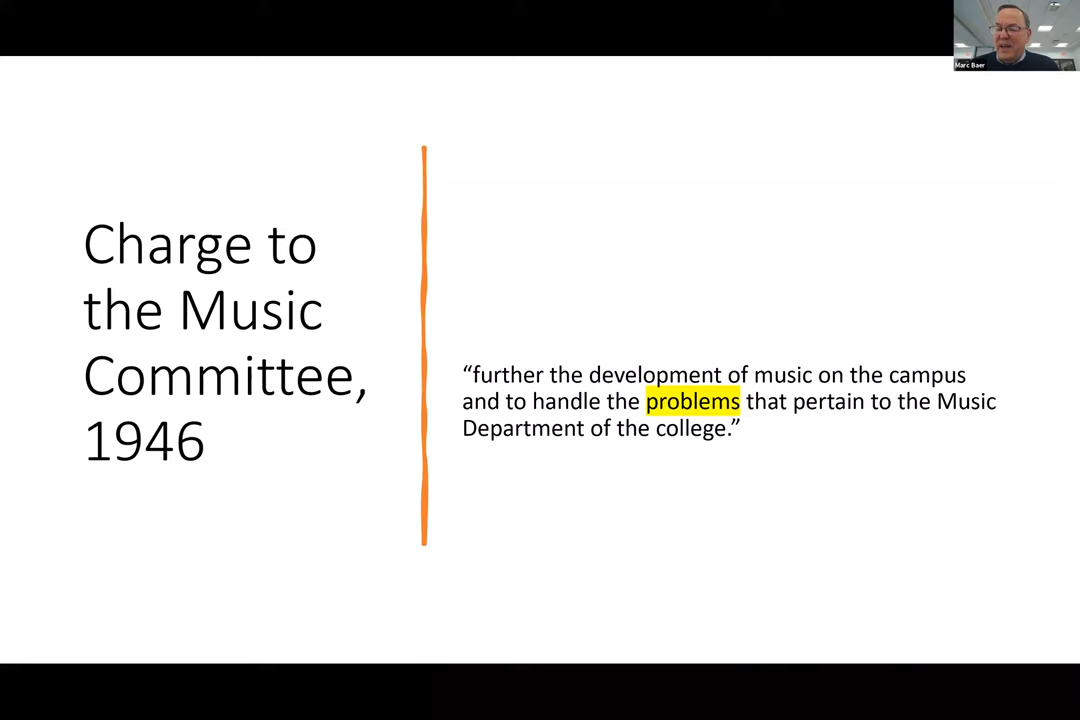 Marc Baer
Charge to
the Music
Committee,
1946
“further the development of music on the campus
and to handle the problems that pertain to the Music
Department of the college.”